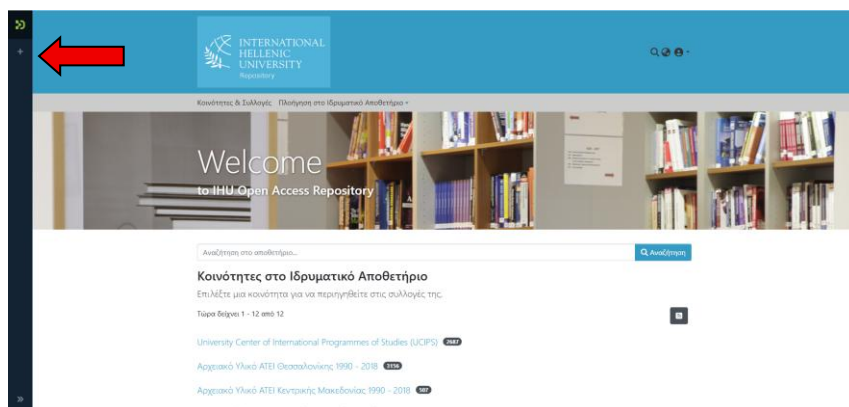 INTERNATIONAL
HELLENIC
UNIVERSITY
Repository
Κοινότητες & Συλλογές Πλοήγηση στο Ιδρυματικό Αποθετήριο
Welcome
to IHU Open Access Repository
Αναζήτηση στο αποθετήριο...
Αναζήτηση
Κοινότητες στο Ιδρυματικό Αποθετήριο
Επιλέξτε μια κοινότητα για να περιηγηθείτε στις συλλογές της.
Τώρα δείχνει 1 - 12 από 12
University Center of International Programmes of Studies (UCIPS) 2687
Αρχειακό Υλικό ΑΤΕΙ Θεσσαλονίκης 1990 - 2018 3156
Αρχειακό Υλικό ΑΤΕΙ Κεντρικής Μακεδονίας 1990 - 2018 587